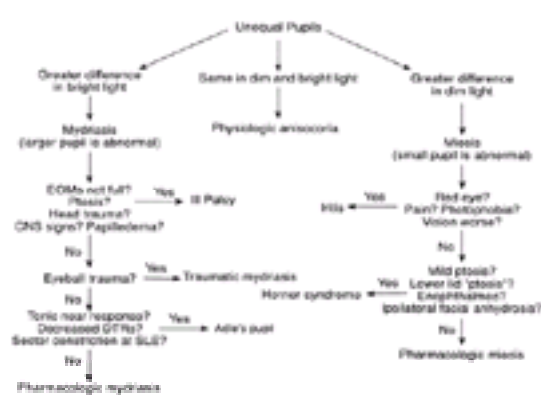 Unequal Pupils
Greater difference
in bright light
Same in dim and bright light
Greater difference
in dim light
Mydriasis
(larger pupil is abnormal)
Physiologic anisocoria
Miosis
(small pupil is abnormal)
EOMs not full?
Ptosis?
Head trauma?
CNS signs? Papilledema?
Yes
III Palsy
Red eye?
Pain? Photophobia?
Vision worse?
Yes
Iritis
No
Eyeball trauma?
Yes
Traumatic mydriasis
No
Mild ptosis?
Lower lid "ptosis"?
Enophthalmos?
Ipsilateral facial anhydrosis?
Yes
Horner syndrome
No
Tonic near response?
Decreased DTRs?
Sector constriction at SLE?
Yes
Adie's pupil
No
Pharmacologic miosis
No
Pharmacologic mydriasis